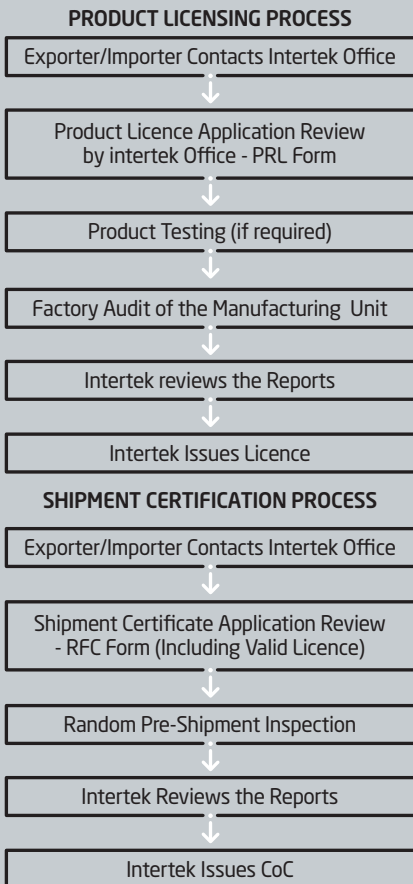 PRODUCT LICENSING PROCESS
Exporter/Importer Contacts Intertek Office
Product Licence Application Review
by intertek Office - PRL Form
Product Testing (if required)
Factory Audit of the Manufacturing Unit
Intertek reviews the Reports
Intertek Issues Licence
SHIPMENT CERTIFICATION PROCESS
Exporter/Importer Contacts Intertek Office
Shipment Certificate Application Review
- RFC Form (Including Valid Licence)
Random Pre-Shipment Inspection
Intertek Reviews the Reports
Intertek Issues CoC